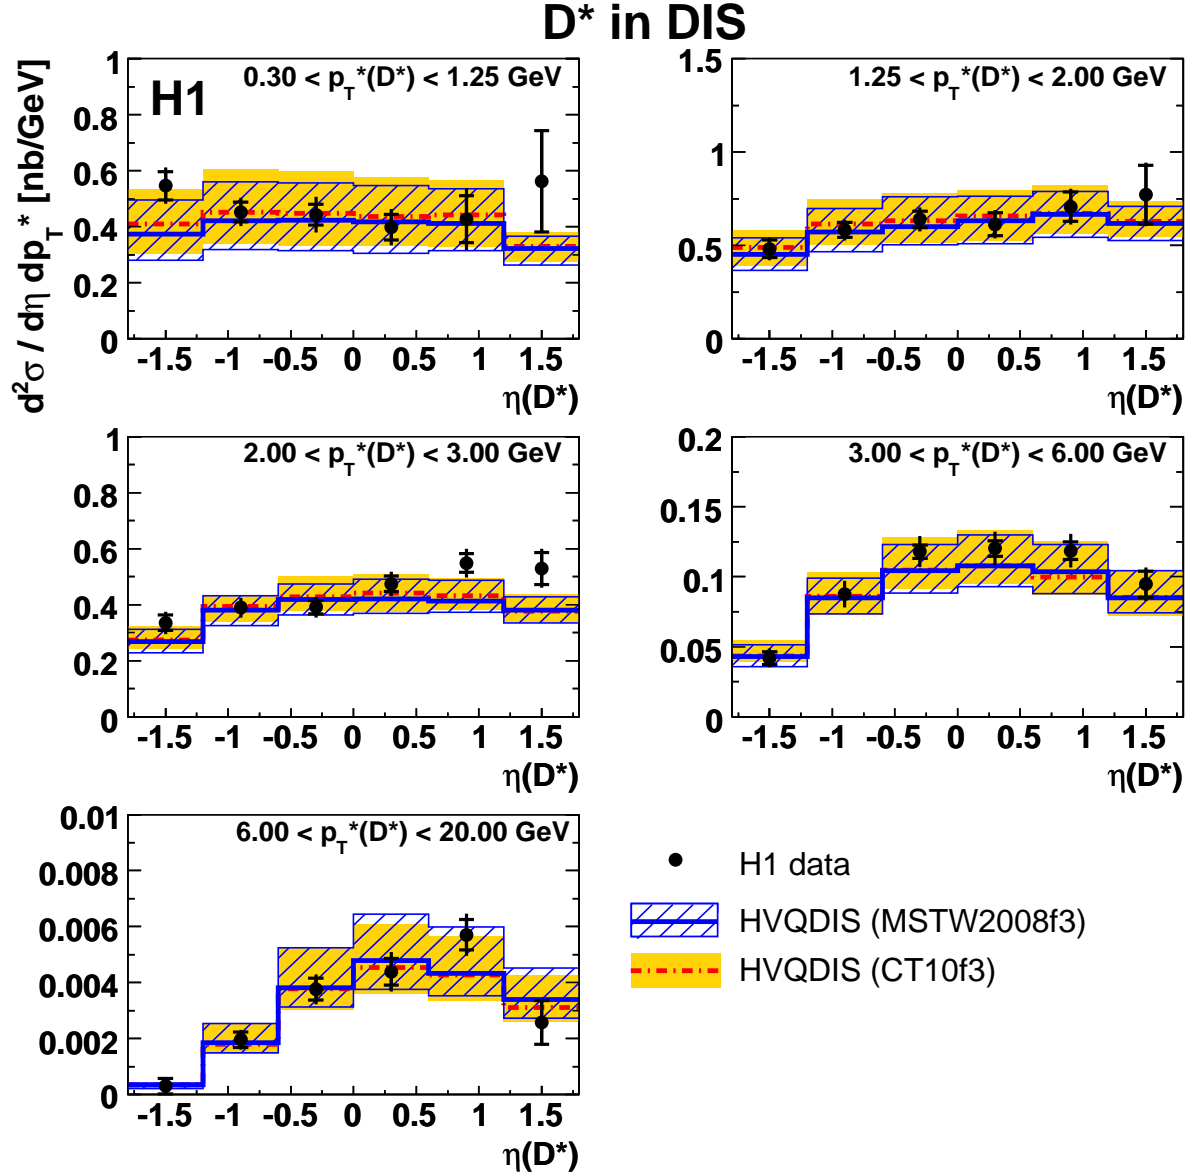 D* in DIS
d²σ / dη dp_T* [nb/GeV]
H1
0.30 < p_T*(D*) < 1.25 GeV
1
0.8
0.6
0.4
0.2
0
-1.5 -1 -0.5 0 0.5 1 1.5
η(D*)
1.25 < p_T*(D*) < 2.00 GeV
1.5
1
0.5
0
-1.5 -1 -0.5 0 0.5 1 1.5
η(D*)
2.00 < p_T*(D*) < 3.00 GeV
1
0.8
0.6
0.4
0.2
0
-1.5 -1 -0.5 0 0.5 1 1.5
η(D*)
3.00 < p_T*(D*) < 6.00 GeV
0.2
0.15
0.1
0.05
0
-1.5 -1 -0.5 0 0.5 1 1.5
η(D*)
6.00 < p_T*(D*) < 20.00 GeV
0.01
0.008
0.006
0.004
0.002
0
-1.5 -1 -0.5 0 0.5 1 1.5
η(D*)
H1 data
HVQDIS (MSTW2008f3)
HVQDIS (CT10f3)